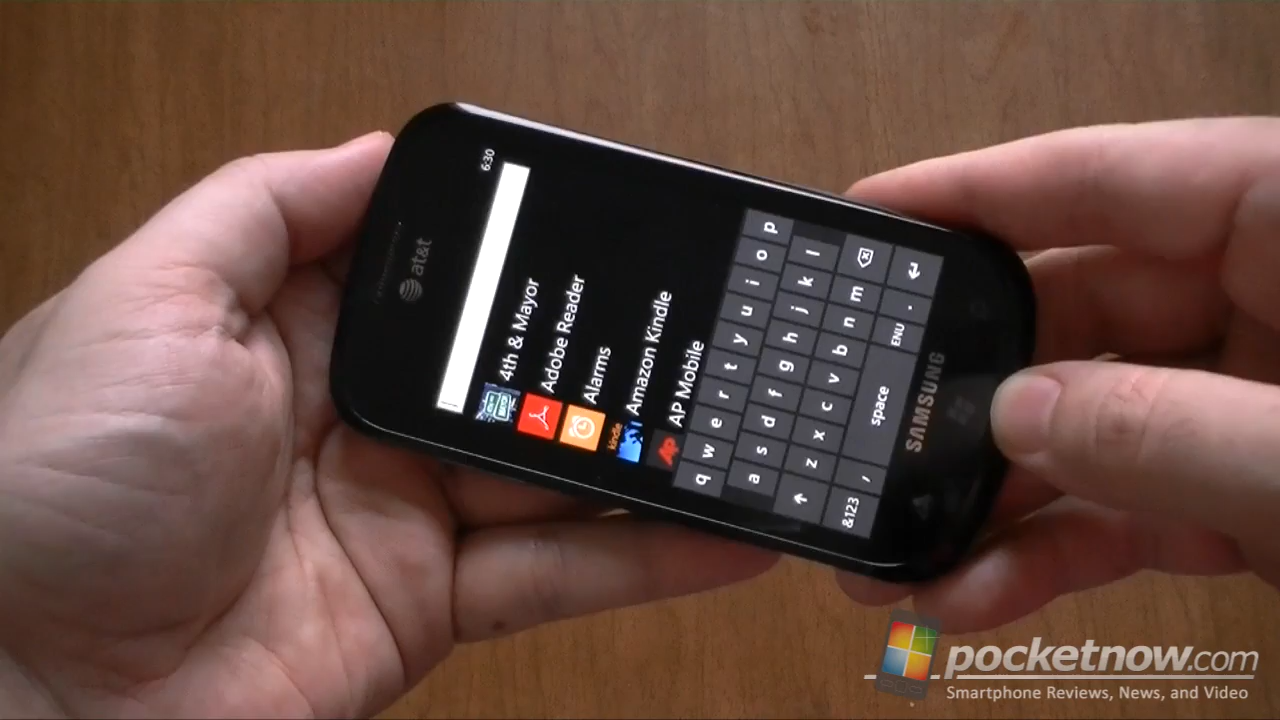 6:30
at&t
4th & Mayor
Adobe Reader
Alarms
kindle
Amazon Kindle
AP
AP Mobile
q w e r t y u i o p
a s d f g h j k l
z x c v b n m
&123 , space ENU .
SAMSUNG
pocketnow.com
Smartphone Reviews, News, and Video